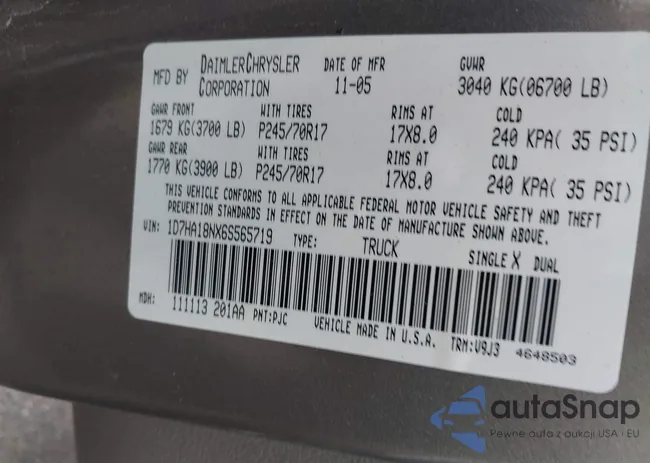 MFD BY DAIMLERCHRYSLER CORPORATION DATE OF MFR 11-05 GVWR 3040 KG(06700 LB)
GAWR FRONT WITH TIRES RIMS AT COLD
1679 KG(3700 LB) P245/70R17 17X8.0 240 KPA( 35 PSI)
GAWR REAR WITH TIRES RIMS AT COLD
1770 KG(3900 LB) P245/70R17 17X8.0 240 KPA( 35 PSI)
THIS VEHICLE CONFORMS TO ALL APPLICABLE FEDERAL MOTOR VEHICLE SAFETY AND THEFT
PREVENTION STANDARDS IN EFFECT ON THE DATE OF MANUFACTURE SHOWN ABOVE.
VIN: 1D7HA18NX6S565719 TYPE: TRUCK SINGLE X DUAL
MDH: 111113 201AA PNT:PJC VEHICLE MADE IN U.S.A. TRM:U9J3 4648503
autaSnap
Pewne auta z aukcji USA i EU